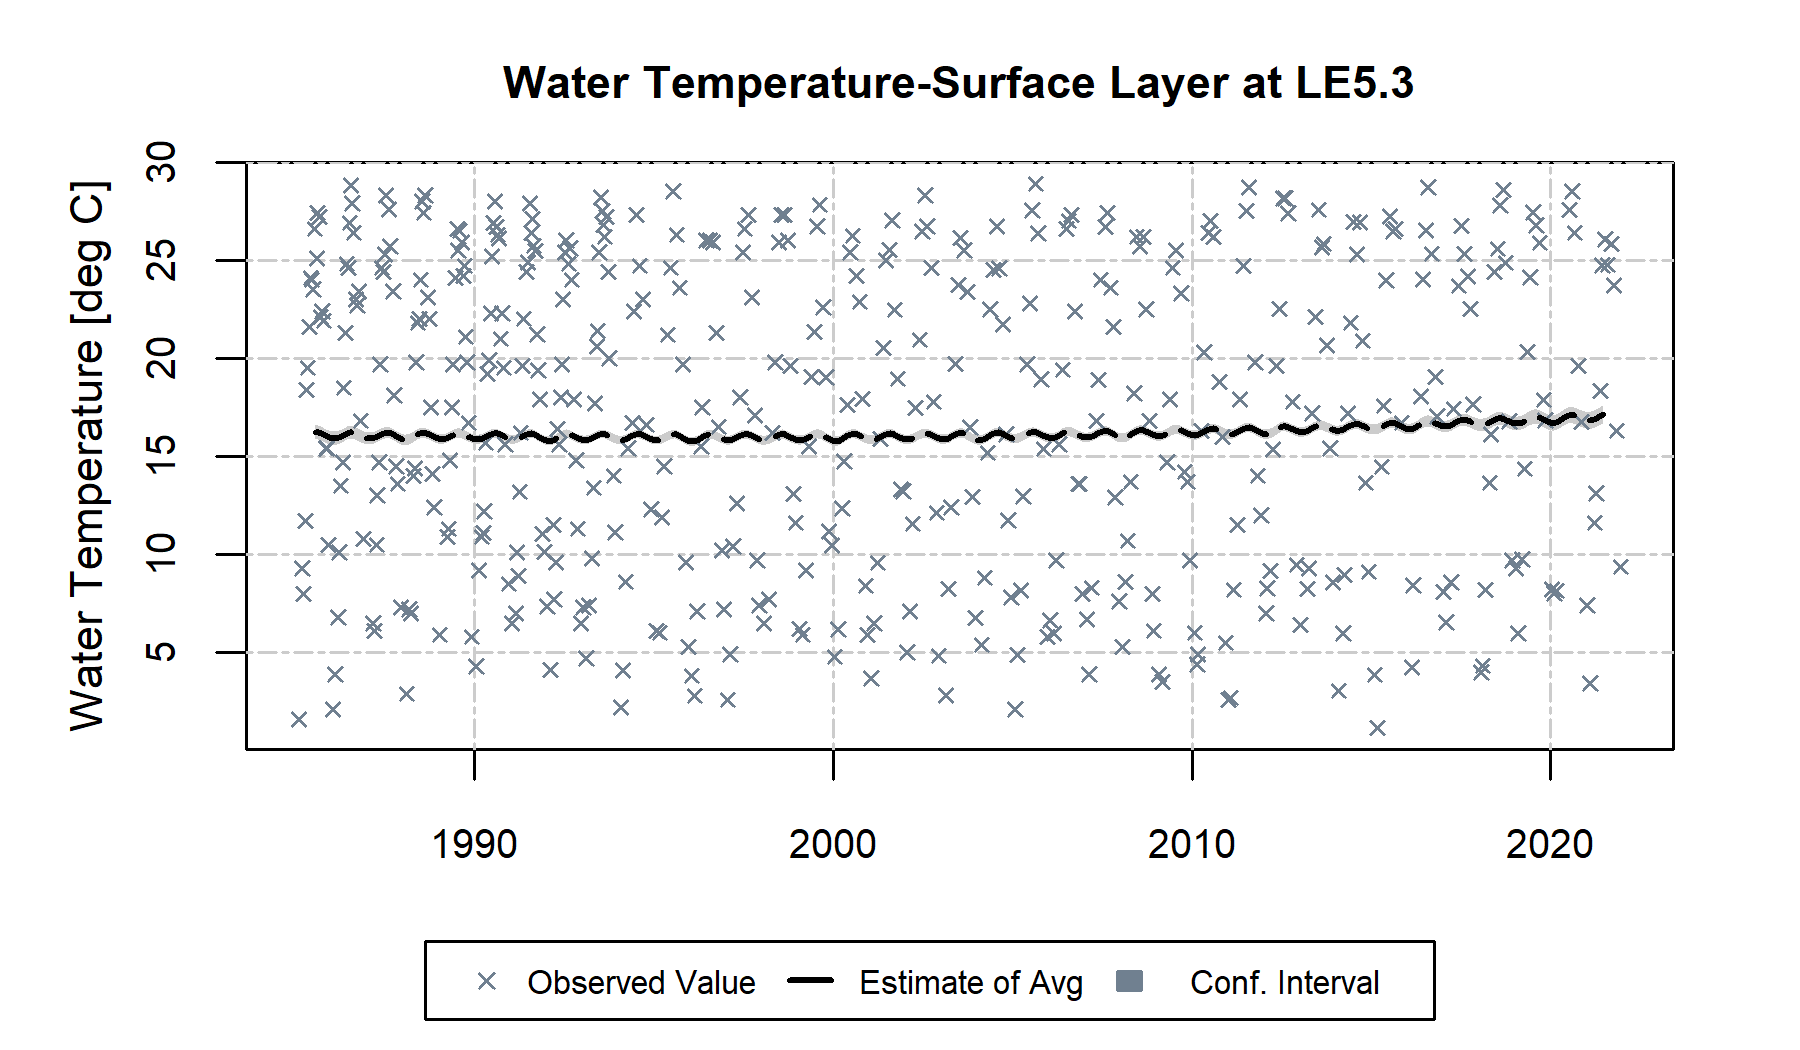 Water Temperature-Surface Layer at LE5.3
Water Temperature [deg C]
30
25
20
15
10
5
1990 2000 2010 2020
Observed Value Estimate of Avg Conf. Interval